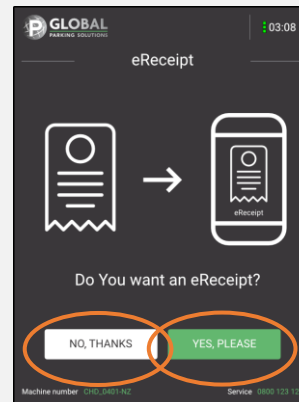 GLOBAL
PARKING SOLUTIONS
03:08
eReceipt
eReceipt
Do You want an eReceipt?
NO, THANKS
YES, PLEASE
Machine number CHD_0401-NZ
Service 0800 123 12